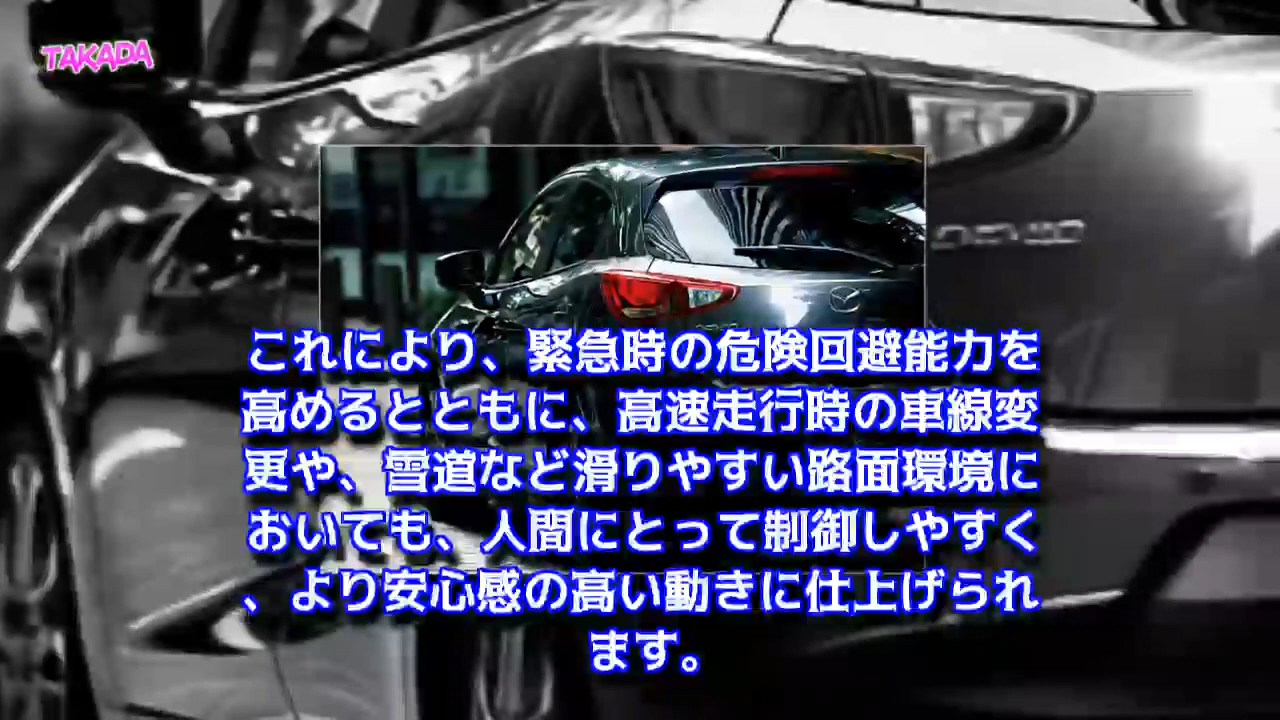 TAKADA
これにより、緊急時の危険回避能力を
高めるとともに、高速走行時の車線変
更や、雪道など滑りやすい路面環境に
おいても、人間にとって制御しやすく
、より安心感の高い動きに仕上げられ
ます。